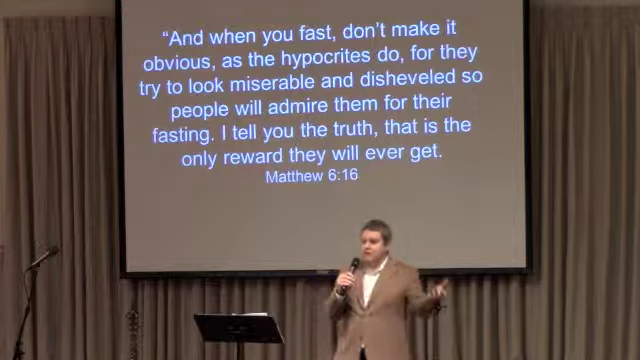 “And when you fast, don’t make it
obvious, as the hypocrites do, for they
try to look miserable and disheveled so
people will admire them for their
fasting. I tell you the truth, that is the
only reward they will ever get.
Matthew 6:16